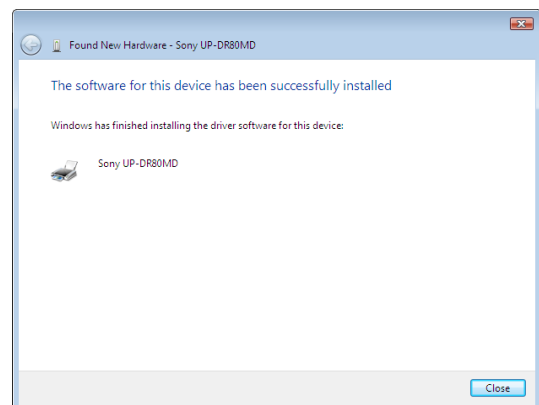 Found New Hardware - Sony UP-DR80MD
The software for this device has been successfully installed
Windows has finished installing the driver software for this device:
Sony UP-DR80MD
Close